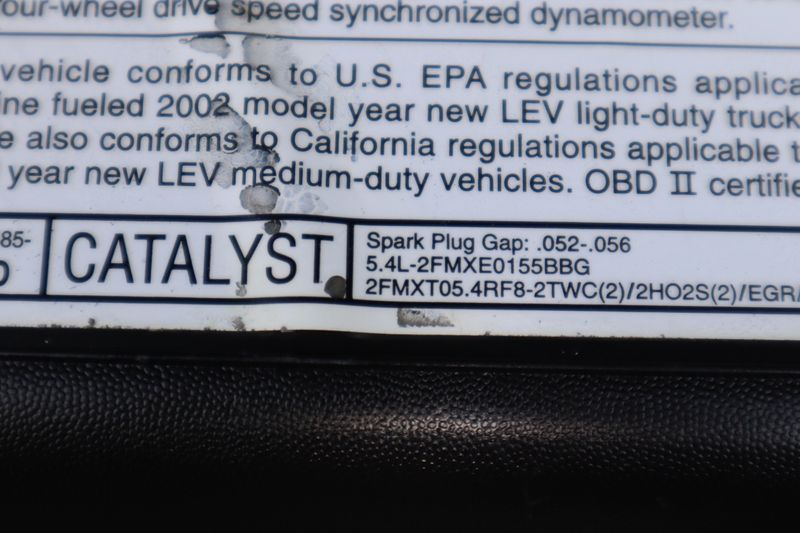 our-wheel drive speed synchronized dynamometer.
vehicle conforms to U.S. EPA regulations applica
ine fueled 2002 model year new LEV light-duty truck
e also conforms to California regulations applicable t
year new LEV medium-duty vehicles. OBD II certifie
85-
CATALYST
Spark Plug Gap: .052-.056
5.4L-2FMXE0155BBG
2FMXT05.4RF8-2TWC(2)/2HO2S(2)/EGR/